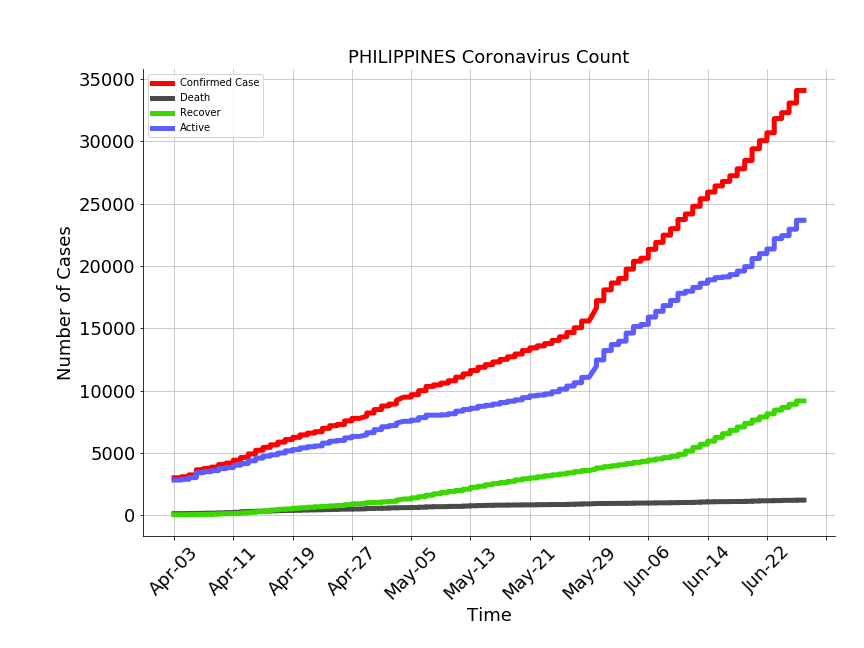 PHILIPPINES Coronavirus Count
Confirmed Case
Death
Recover
Active
35000
30000
25000
20000
15000
10000
5000
0
Number of Cases
Apr-03
Apr-11
Apr-19
Apr-27
May-05
May-13
May-21
May-29
Jun-06
Jun-14
Jun-22
Time